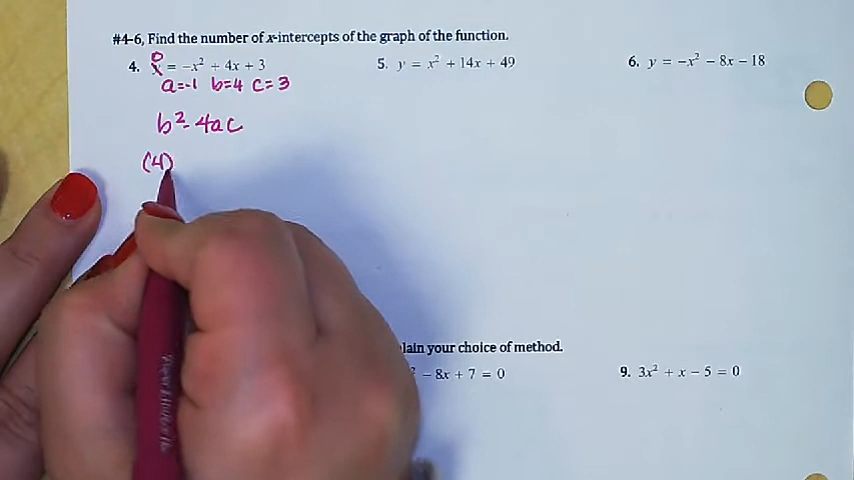 #4-6, Find the number of x-intercepts of the graph of the function.
4. 0 = −x² + 4x + 3
5. y = x² + 14x + 49
6. y = −x² − 8x − 18
a=-1 b=4 c=3
b²-4ac
(4)
lain your choice of method.
− 8x + 7 = 0
9. 3x² + x − 5 = 0